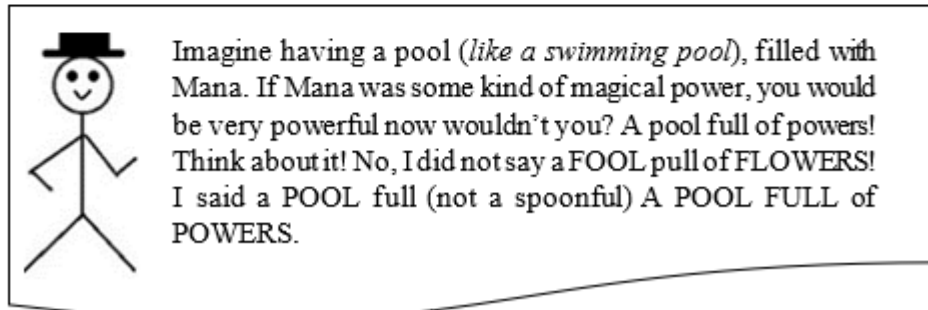 Imagine having a pool (like a swimming pool), filled with
Mana. If Mana was some kind of magical power, you would
be very powerful now wouldn’t you? A pool full of powers!
Think about it! No, I did not say a FOOL pull of FLOWERS!
I said a POOL full (not a spoonful) A POOL FULL of
POWERS.